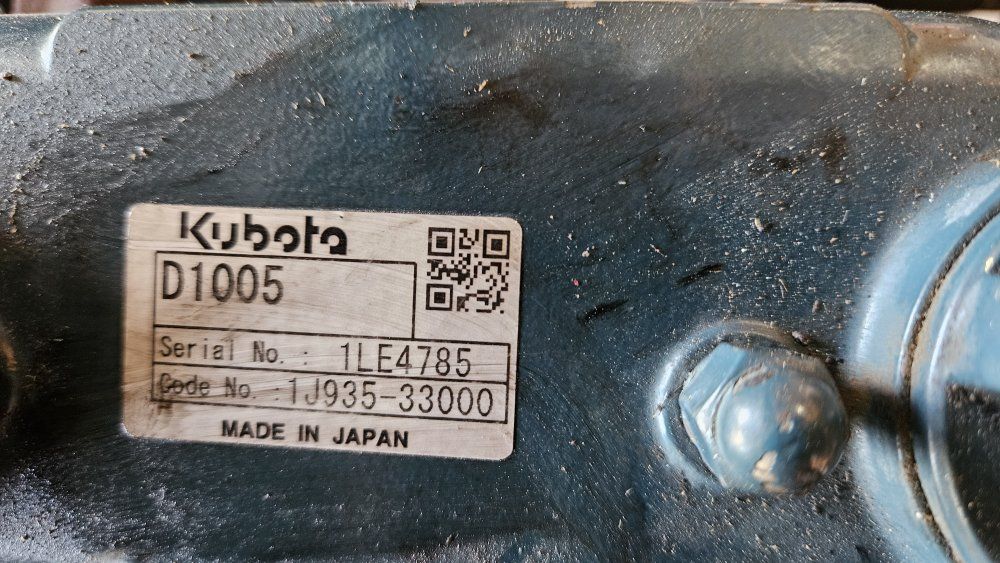 Kubota
D1005
Serial No. : 1LE4785
Code No. :1J935-33000
MADE IN JAPAN